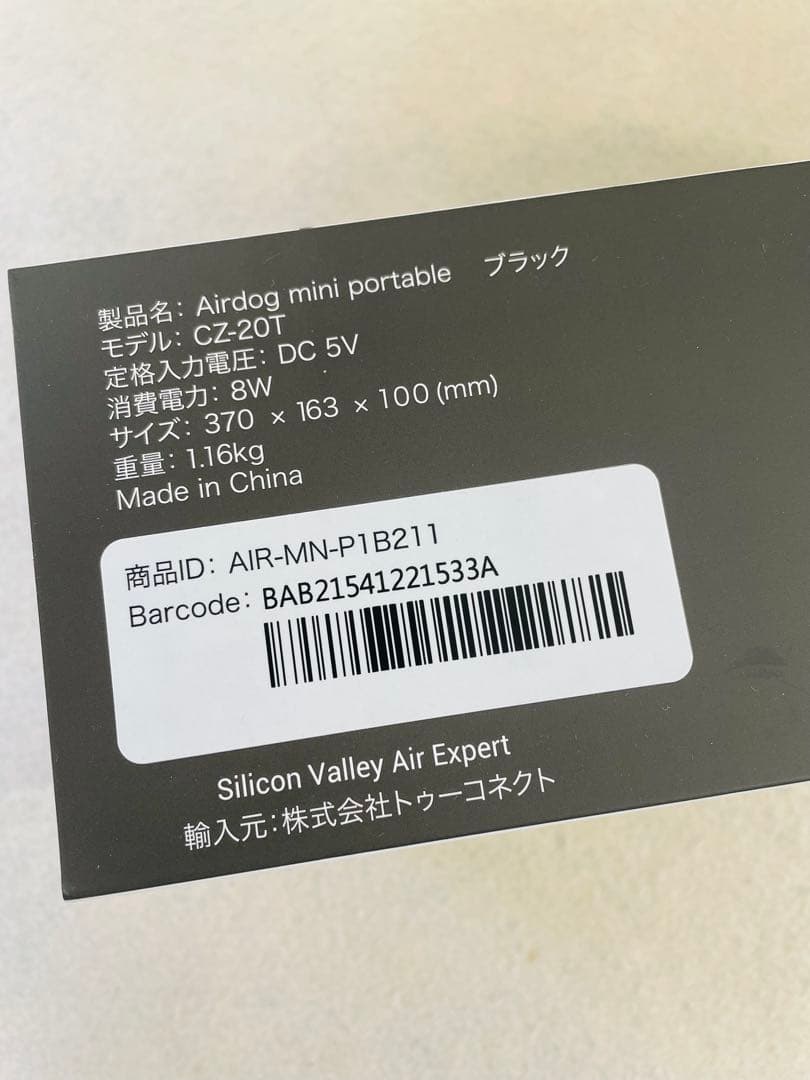 製品名：Airdog mini portable　ブラック
モデル：CZ-20T
定格入力電圧：DC 5V
消費電力：8W
サイズ：370 × 163 × 100(mm)
重量：1.16kg
Made in China
商品ID：AIR-MN-P1B211
Barcode：BAB21541221533A
Silicon Valley Air Expert
輸入元：株式会社トゥーコネクト